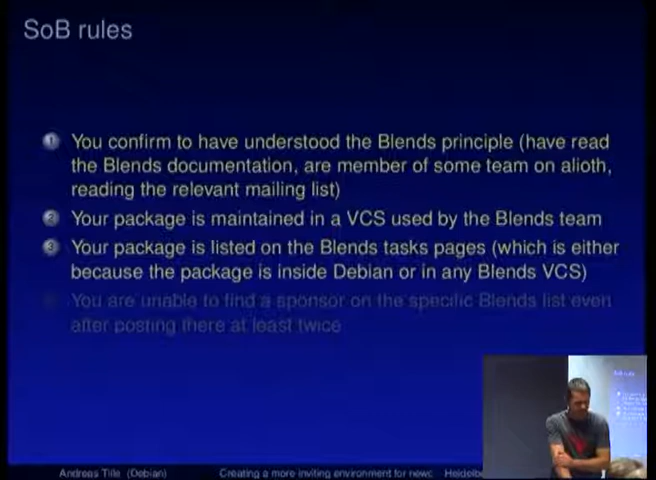 SoB rules
1 You confirm to have understood the Blends principle (have read
the Blends documentation, are member of some team on alioth,
reading the relevant mailing list)
2 Your package is maintained in a VCS used by the Blends team
3 Your package is listed on the Blends tasks pages (which is either
because the package is inside Debian or in any Blends VCS)
You are unable to find a sponsor on the specific Blends list even
after posting there at least twice
Andreas Tille (Debian) Creating a more inviting environment for newc Heidelbe